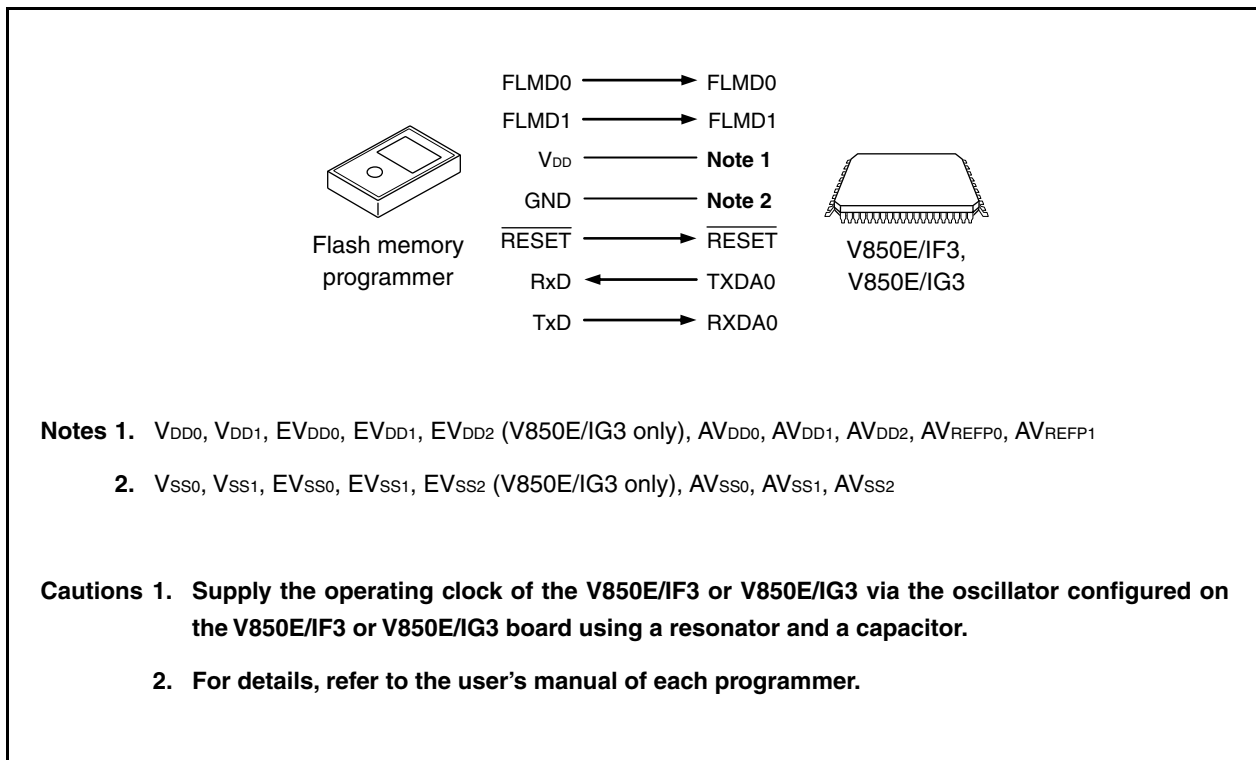 FLMD0 FLMD0
FLMD1 FLMD1
VDD Note 1
GND Note 2
RESET RESET
RxD TXDA0
TxD RXDA0
Flash memory
programmer
V850E/IF3,
V850E/IG3
Notes 1. VDD0, VDD1, EVDD0, EVDD1, EVDD2 (V850E/IG3 only), AVDD0, AVDD1, AVDD2, AVREFP0, AVREFP1
2. VSS0, VSS1, EVSS0, EVSS1, EVSS2 (V850E/IG3 only), AVSS0, AVSS1, AVSS2
Cautions 1. Supply the operating clock of the V850E/IF3 or V850E/IG3 via the oscillator configured on
the V850E/IF3 or V850E/IG3 board using a resonator and a capacitor.
2. For details, refer to the user’s manual of each programmer.